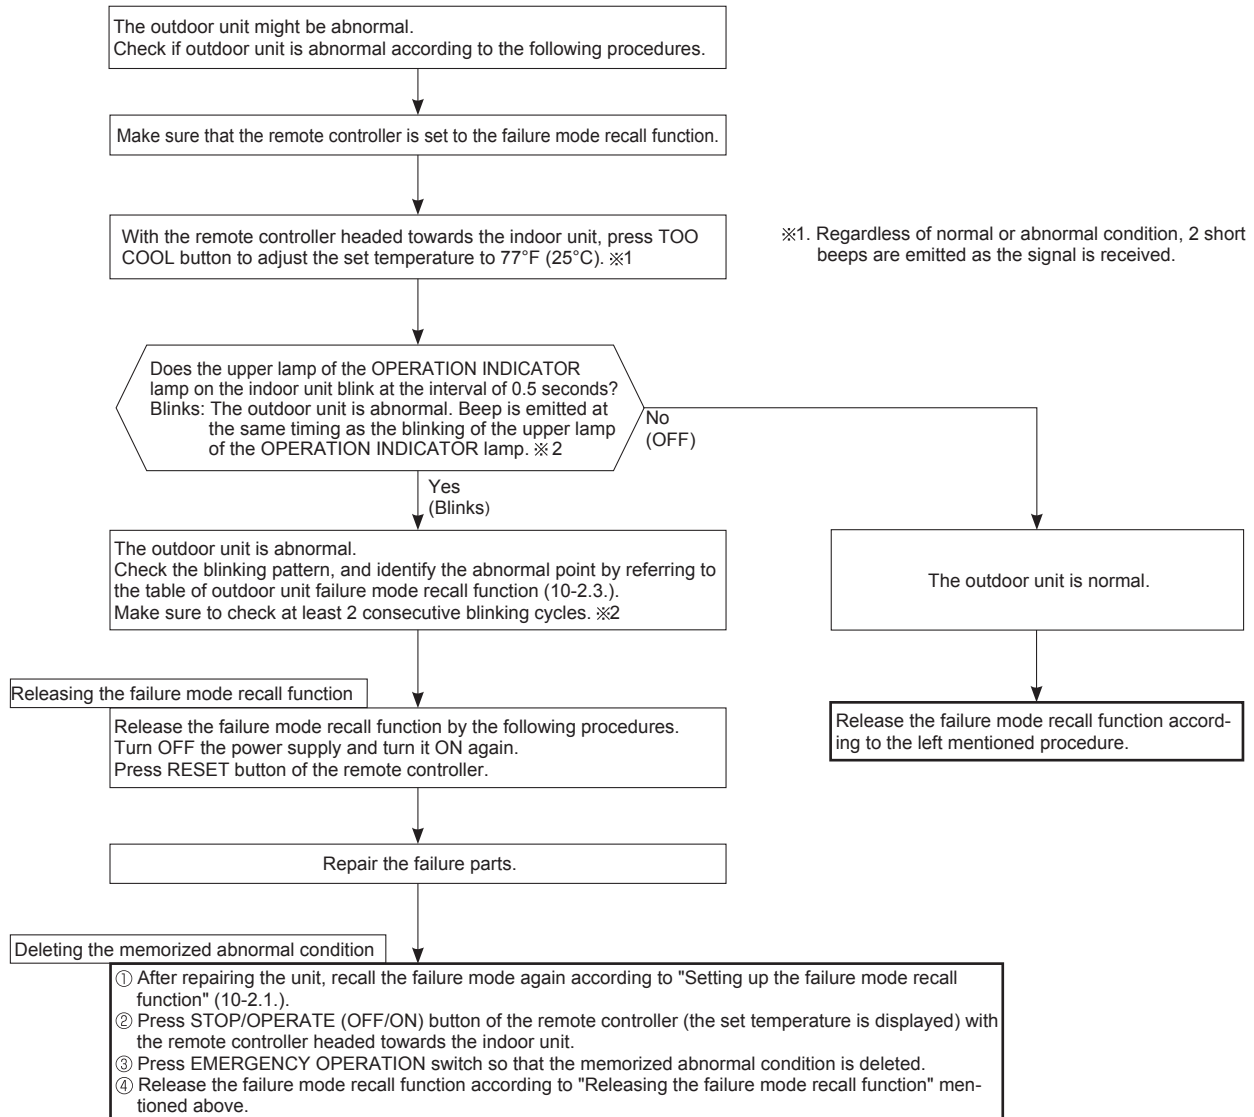 The outdoor unit might be abnormal.
Check if outdoor unit is abnormal according to the following procedures.
Make sure that the remote controller is set to the failure mode recall function.
With the remote controller headed towards the indoor unit, press TOO
COOL button to adjust the set temperature to 77°F (25°C). ※1
※1. Regardless of normal or abnormal condition, 2 short
beeps are emitted as the signal is received.
Does the upper lamp of the OPERATION INDICATOR
lamp on the indoor unit blink at the interval of 0.5 seconds?
Blinks: The outdoor unit is abnormal. Beep is emitted at
the same timing as the blinking of the upper lamp
of the OPERATION INDICATOR lamp. ※ 2
No
(OFF)
Yes
(Blinks)
The outdoor unit is abnormal.
Check the blinking pattern, and identify the abnormal point by referring to
the table of outdoor unit failure mode recall function (10-2.3.).
Make sure to check at least 2 consecutive blinking cycles. ※2
The outdoor unit is normal.
Releasing the failure mode recall function
Release the failure mode recall function by the following procedures.
Turn OFF the power supply and turn it ON again.
Press RESET button of the remote controller.
Release the failure mode recall function accord-
ing to the left mentioned procedure.
Repair the failure parts.
Deleting the memorized abnormal condition
① After repairing the unit, recall the failure mode again according to "Setting up the failure mode recall
function" (10-2.1.).
② Press STOP/OPERATE (OFF/ON) button of the remote controller (the set temperature is displayed) with
the remote controller headed towards the indoor unit.
③ Press EMERGENCY OPERATION switch so that the memorized abnormal condition is deleted.
④ Release the failure mode recall function according to "Releasing the failure mode recall function" men-
tioned above.